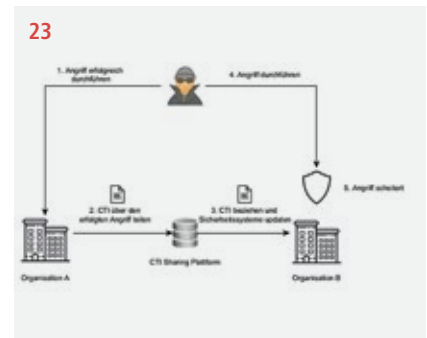 23
1. Angriff erfolgreich
durchführen
4. Angriff durchführen
2. CTI über den
erfolgten Angriff teilen
3. CTI beziehen und
Sicherheitssysteme updaten
5. Angriff scheitert
Organisation A
CTI Sharing Plattform
Organisation B